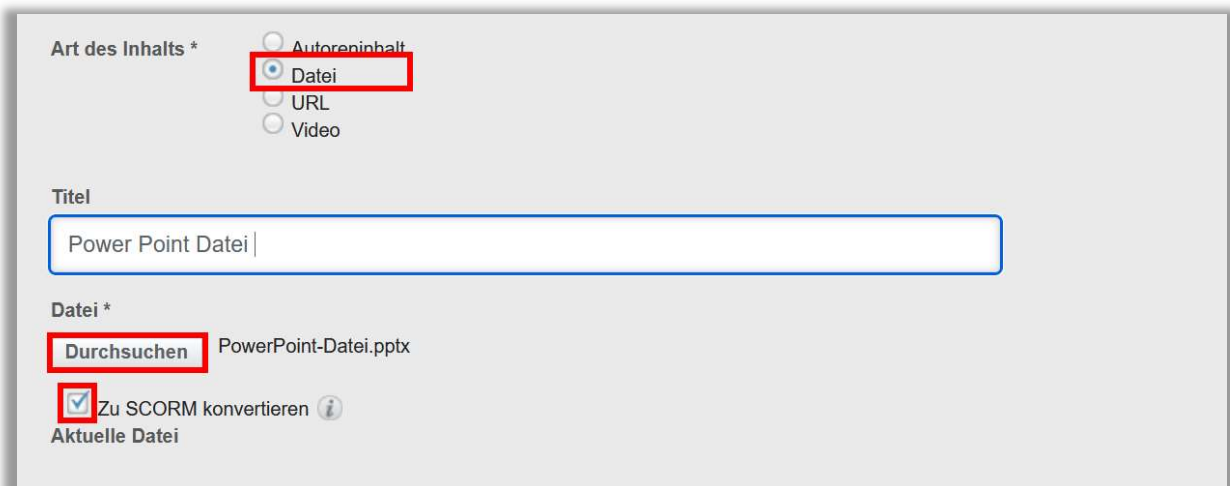 Art des Inhalts *
Autoreninhalt
Datei
URL
Video
Titel
Power Point Datei
Datei *
Durchsuchen PowerPoint-Datei.pptx
Zu SCORM konvertieren i
Aktuelle Datei